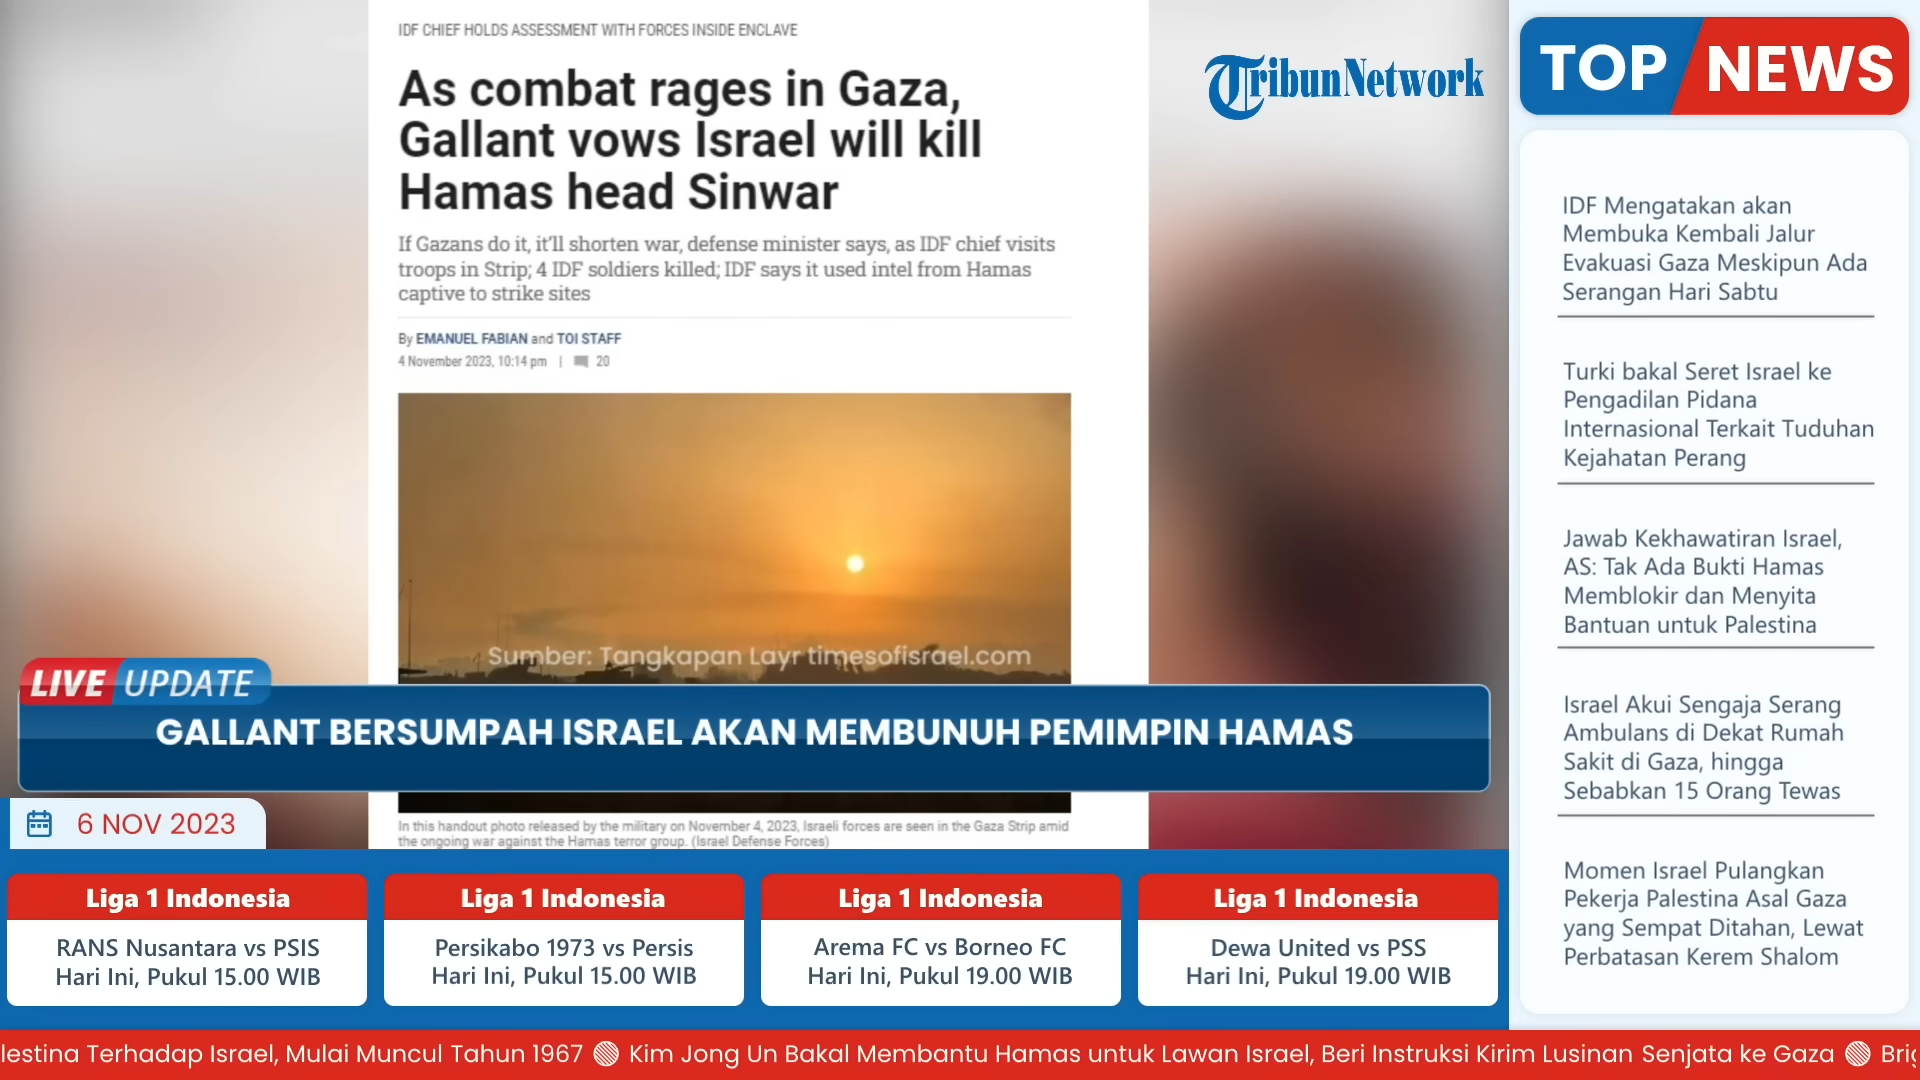 IDF CHIEF HOLDS ASSESSMENT WITH FORCES INSIDE ENCLAVE
As combat rages in Gaza,
Gallant vows Israel will kill
Hamas head Sinwar
If Gazans do it, it'll shorten war, defense minister says, as IDF chief visits
troops in Strip; 4 IDF soldiers killed; IDF says it used intel from Hamas
captive to strike sites
By EMANUEL FABIAN and TOI STAFF
4 November 2023, 10:14 pm | 20
TribunNetwork
Sumber: Tangkapan Layr timesofisrael.com
LIVE UPDATE
GALLANT BERSUMPAH ISRAEL AKAN MEMBUNUH PEMIMPIN HAMAS
6 NOV 2023
In this handout photo released by the military on November 4, 2023, Israeli forces are seen in the Gaza Strip amid
the ongoing war against the Hamas terror group. (Israel Defense Forces)
TOP NEWS
IDF Mengatakan akan
Membuka Kembali Jalur
Evakuasi Gaza Meskipun Ada
Serangan Hari Sabtu
Turki bakal Seret Israel ke
Pengadilan Pidana
Internasional Terkait Tuduhan
Kejahatan Perang
Jawab Kekhawatiran Israel,
AS: Tak Ada Bukti Hamas
Memblokir dan Menyita
Bantuan untuk Palestina
Israel Akui Sengaja Serang
Ambulans di Dekat Rumah
Sakit di Gaza, hingga
Sebabkan 15 Orang Tewas
Momen Israel Pulangkan
Pekerja Palestina Asal Gaza
yang Sempat Ditahan, Lewat
Perbatasan Kerem Shalom
Liga 1 Indonesia
RANS Nusantara vs PSIS
Hari Ini, Pukul 15.00 WIB
Liga 1 Indonesia
Persikabo 1973 vs Persis
Hari Ini, Pukul 15.00 WIB
Liga 1 Indonesia
Arema FC vs Borneo FC
Hari Ini, Pukul 19.00 WIB
Liga 1 Indonesia
Dewa United vs PSS
Hari Ini, Pukul 19.00 WIB
lestina Terhadap Israel, Mulai Muncul Tahun 1967 Kim Jong Un Bakal Membantu Hamas untuk Lawan Israel, Beri Instruksi Kirim Lusinan Senjata ke Gaza